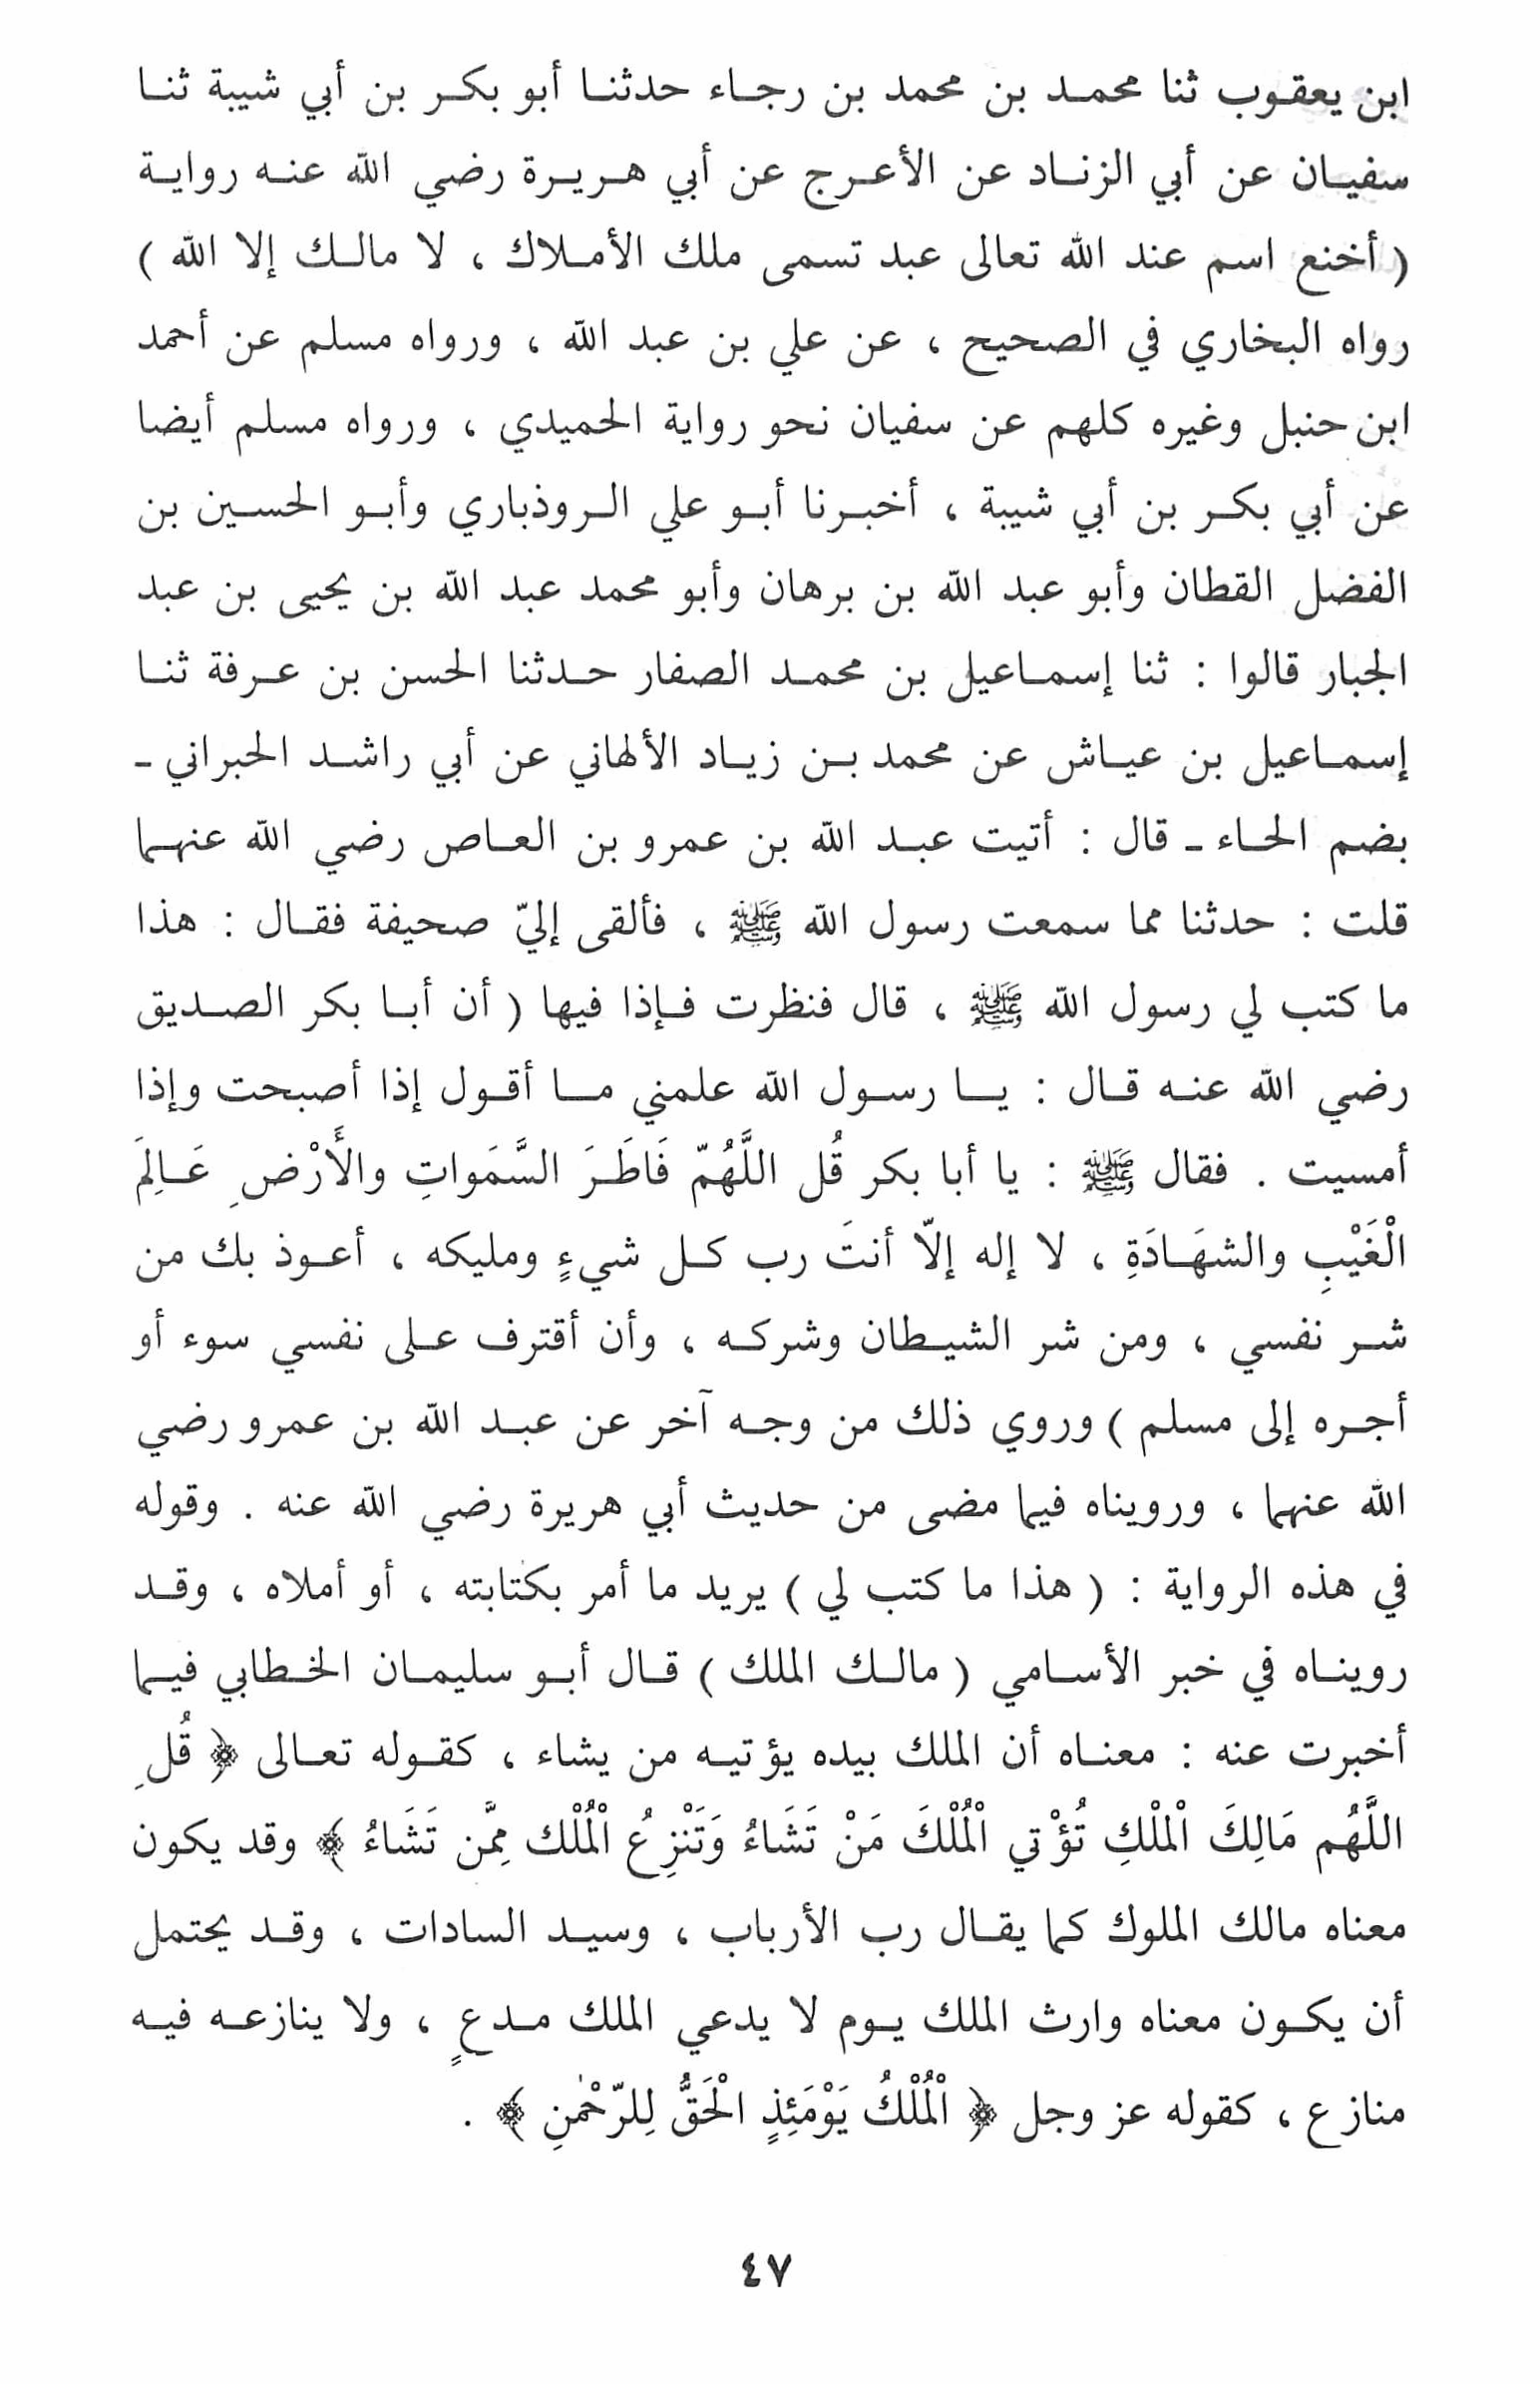 ابن يعقوب ثنا محمد بن محمد بن رجاء حدثنا أبو بكر بن أبي شيبة ثنا
سفيان عن أبي الزناد عن الأعرج عن أبي هريرة رضي الله عنه رواية
( أخنع اسم عند الله تعالى عبد تسمى ملك الأملاك ، لا مالك إلا الله )
رواه البخاري في الصحيح ، عن علي بن عبد الله ، ورواه مسلم عن أحمد
ابن حنبل وغيره كلهم عن سفيان نحو رواية الحميدي ، ورواه مسلم أيضا
عن أبي بكر بن أبي شيبة ، أخبرنا أبو علي الروذباري وأبو الحسين بن
الفضل القطان وأبو عبد الله بن برهان وأبو محمد عبد الله بن يحيى بن عبد
الجبار قالوا : ثنا إسماعيل بن محمد الصفار حدثنا الحسن بن عرفة ثنا
إسماعيل بن عياش عن محمد بن زياد الألهاني عن أبي راشد الحبراني -
بضم الحاء - قال : أتيت عبد الله بن عمرو بن العاص رضي الله عنهما
قلت : حدثنا مما سمعت رسول الله ﷺ ، فألقى إليّ صحيفة فقال : هذا
ما كتب لي رسول الله ﷺ ، قال فنظرت فإذا فيها ( أن أبا بكر الصديق
رضي الله عنه قال : يا رسول الله علمني ما أقول إذا أصبحت وإذا
أمسيت . فقال ﷺ : يا أبا بكر قُل اللَّهُمّ فَاطَرَ السَّمَواتِ والأَرْضِ عَالِمَ
الْغَيْبِ والشهَادَةِ ، لا إله إلاّ أنتَ رب كل شيءٍ ومليكه ، أعوذ بك من
شر نفسي ، ومن شر الشيطان وشركه ، وأن أقترف على نفسي سوء أو
أجره إلى مسلم ) وروي ذلك من وجه آخر عن عبد الله بن عمرو رضي
الله عنهما ، ورويناه فيما مضى من حديث أبي هريرة رضي الله عنه . وقوله
في هذه الرواية : ( هذا ما كتب لي ) يريد ما أمر بكتابته ، أو أملاه ، وقد
رويناه في خبر الأسامي ( مالك الملك ) قال أبو سليمان الخطابي فيما
أخبرت عنه : معناه أن الملك بيده يؤتيه من يشاء ، كقوله تعالى ﴿ قُلِ
اللَّهُم مَالِكَ الْملْكِ تُؤْتي الْمُلْكَ مَنْ تَشَاءُ وَتَنْزِعُ الْمُلْك مِمَّن تَشَاءُ ﴾ وقد يكون
معناه مالك الملوك كما يقال رب الأرباب ، وسيد السادات ، وقد يحتمل
أن يكون معناه وارث الملك يوم لا يدعي الملك مدعٍ ، ولا ينازعه فيه
منازع ، كقوله عز وجل ﴿ الْمُلْكُ يَوْمَئِذٍ الْحَقُّ لِلرّحْمٰنِ ﴾ .
٤٧